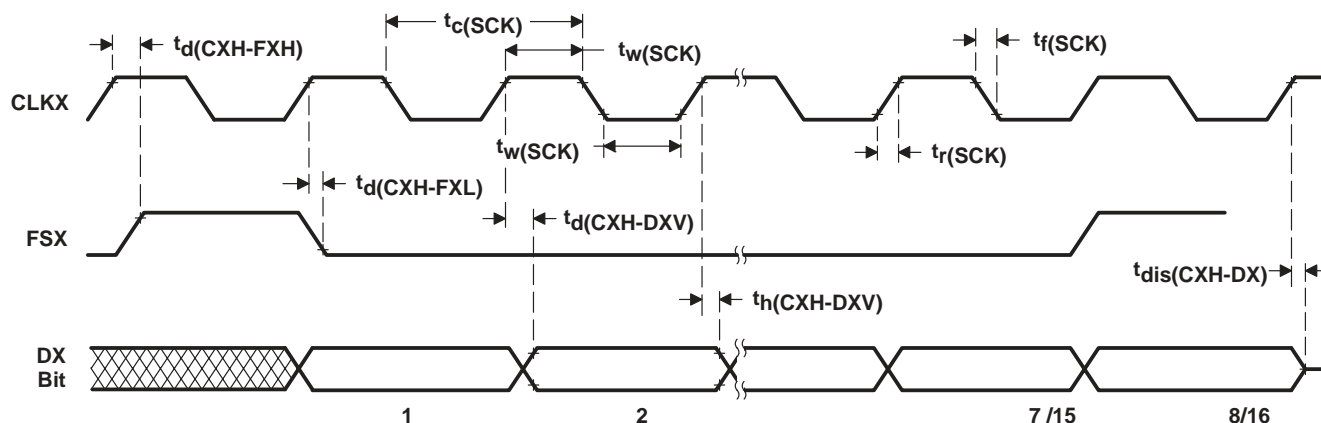 tc(SCK)
td(CXH-FXH)
tw(SCK)
tf(SCK)
CLKX
tw(SCK)
tr(SCK)
td(CXH-FXL)
td(CXH-DXV)
FSX
tdis(CXH-DX)
th(CXH-DXV)
DX
Bit
1 2 7 /15 8/16